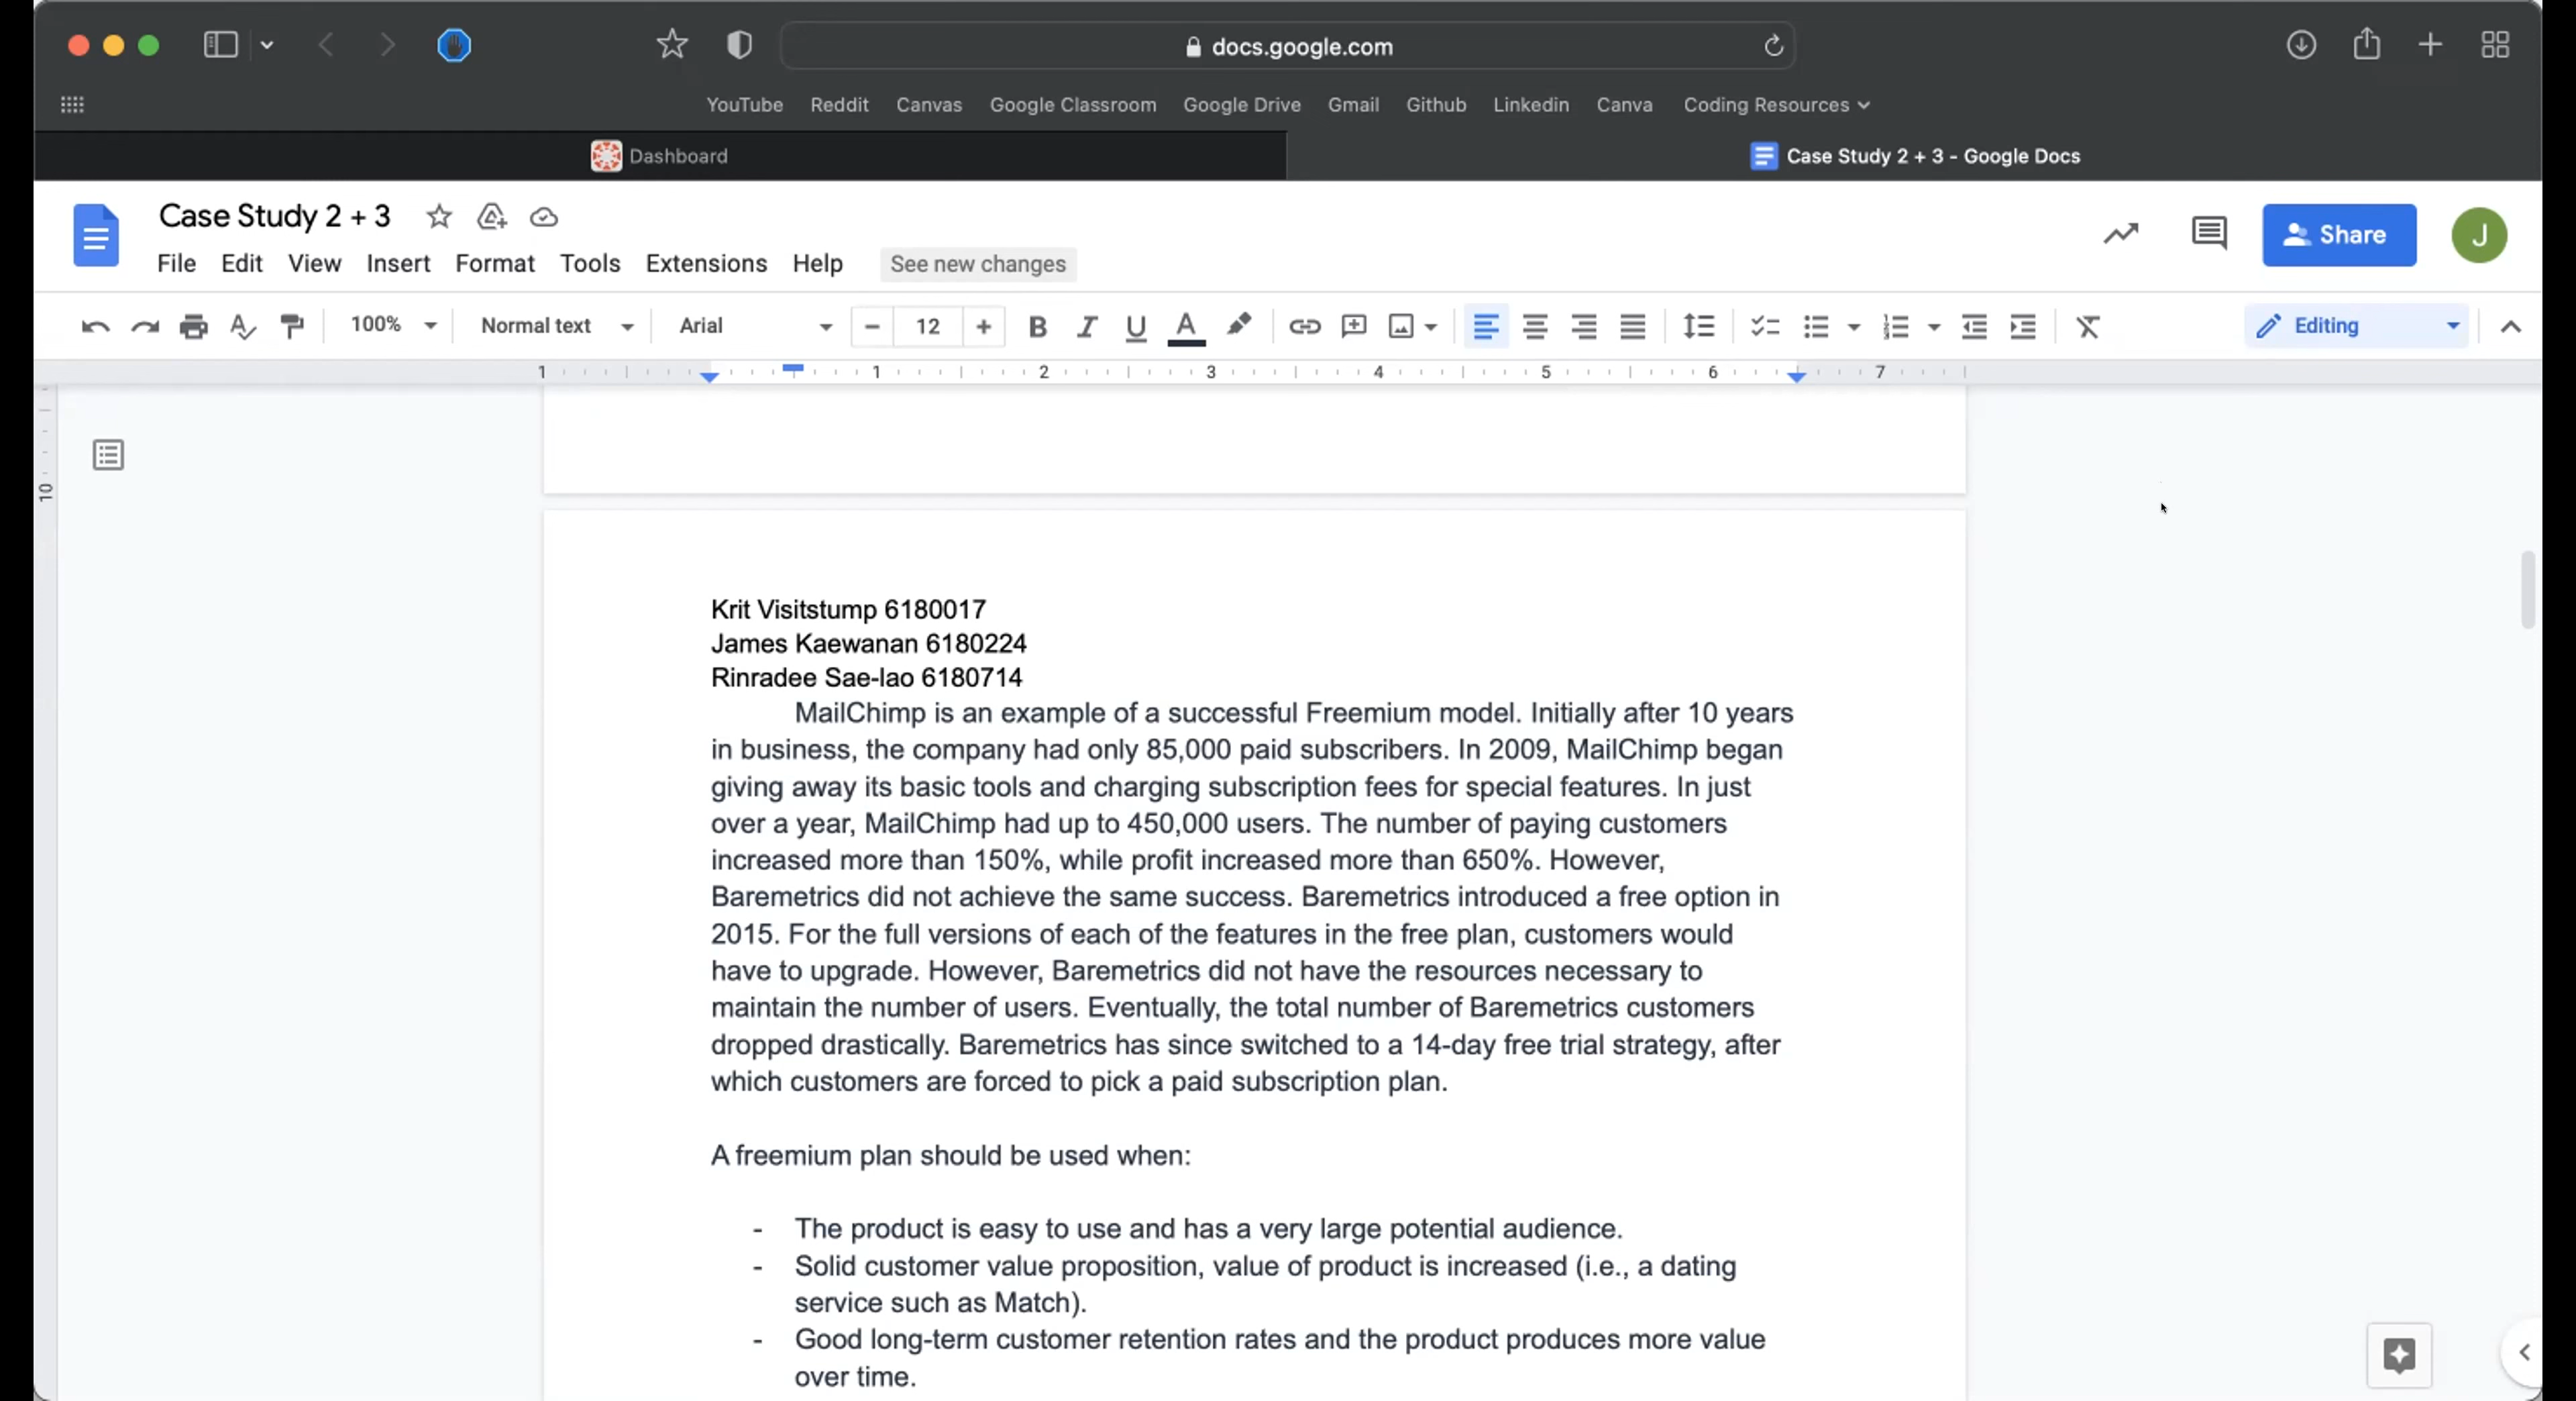 docs.google.com
YouTube Reddit Canvas Google Classroom Google Drive Gmail Github Linkedin Canva Coding Resources
Dashboard
Case Study 2 + 3 - Google Docs
Case Study 2 + 3
File Edit View Insert Format Tools Extensions Help See new changes
Share
J
100% Normal text Arial - 12 + B I U A Editing
1 1 2 3 4 5 6 7
10
Krit Visitstump 6180017
James Kaewanan 6180224
Rinradee Sae-lao 6180714
MailChimp is an example of a successful Freemium model. Initially after 10 years
in business, the company had only 85,000 paid subscribers. In 2009, MailChimp began
giving away its basic tools and charging subscription fees for special features. In just
over a year, MailChimp had up to 450,000 users. The number of paying customers
increased more than 150%, while profit increased more than 650%. However,
Baremetrics did not achieve the same success. Baremetrics introduced a free option in
2015. For the full versions of each of the features in the free plan, customers would
have to upgrade. However, Baremetrics did not have the resources necessary to
maintain the number of users. Eventually, the total number of Baremetrics customers
dropped drastically. Baremetrics has since switched to a 14-day free trial strategy, after
which customers are forced to pick a paid subscription plan.
A freemium plan should be used when:
- The product is easy to use and has a very large potential audience.
- Solid customer value proposition, value of product is increased (i.e., a dating
service such as Match).
- Good long-term customer retention rates and the product produces more value
over time.